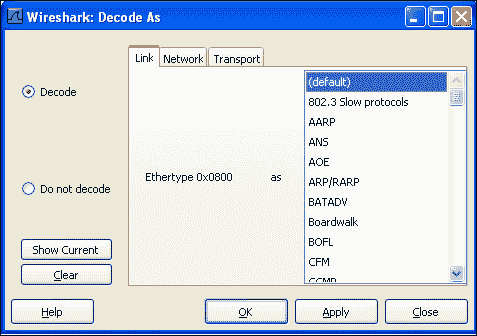 Wireshark: Decode As
Link
Network
Transport
Decode
Do not decode
Ethertype 0x0800 as
(default)
802.3 Slow protocols
AARP
ANS
AOE
ARP/RARP
BATADV
Boardwalk
BOFL
CFM
CCMP
Show Current
Clear
Help
OK
Apply
Close